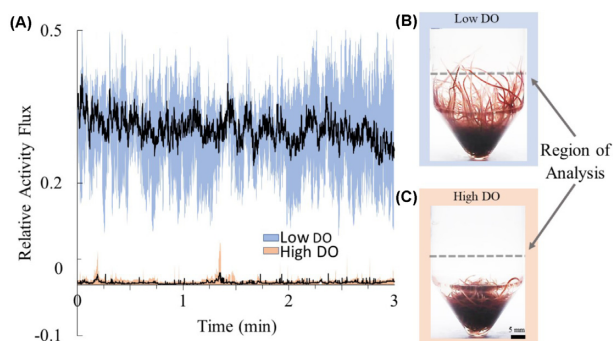 (A)
0.5
0.2
0
-0.1
Relative Activity Flux
Low DO
High DO
0
1
2
3
Time (min)
(B)
Low DO
Region of
Analysis
(C)
High DO
5 mm